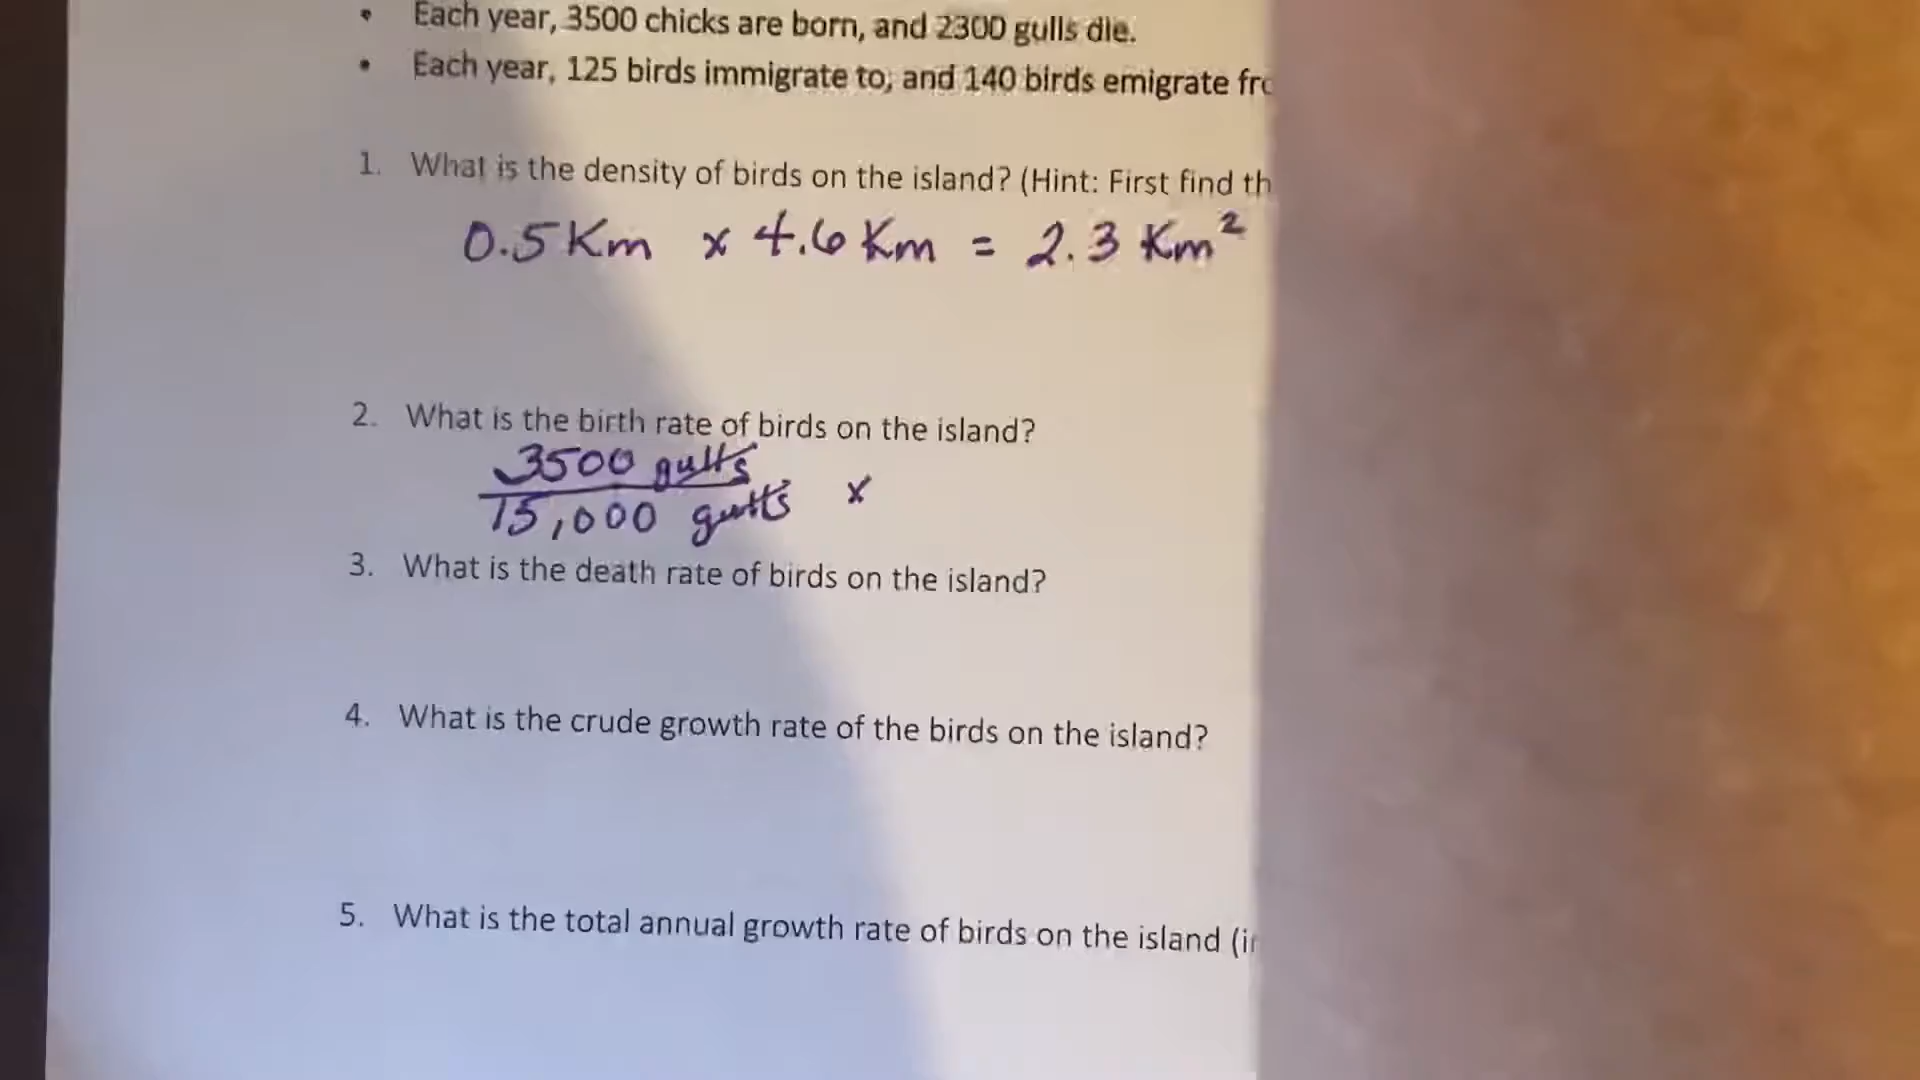 • Each year, 3500 chicks are born, and 2300 gulls die.
• Each year, 125 birds immigrate to, and 140 birds emigrate
1. What is the density of birds on the island? (Hint: First find
0.5 Km x 4.6 Km = 2.3 Km²
2. What is the birth rate of birds on the island?
3500 gulls
15,000 gulls x
3. What is the death rate of birds on the island?
4. What is the crude growth rate of the birds on the island?
5. What is the total annual growth rate of birds on the island